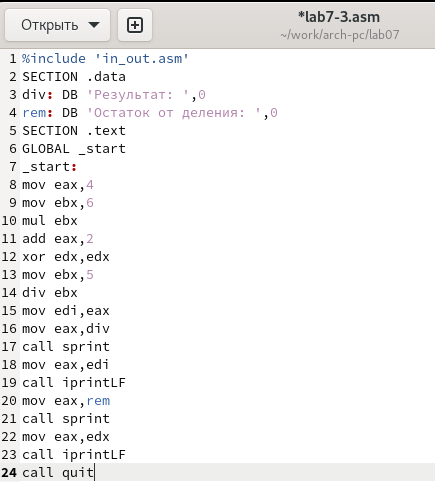 Открыть
*lab7-3.asm
~/work/arch-pc/lab07
1 %include 'in_out.asm'
2 SECTION .data
3 div: DB 'Результат: ',0
4 rem: DB 'Остаток от деления: ',0
5 SECTION .text
6 GLOBAL _start
7 _start:
8 mov eax,4
9 mov ebx,6
10 mul ebx
11 add eax,2
12 xor edx,edx
13 mov ebx,5
14 div ebx
15 mov edi,eax
16 mov eax,div
17 call sprint
18 mov eax,edi
19 call iprintLF
20 mov eax,rem
21 call sprint
22 mov eax,edx
23 call iprintLF
24 call quit